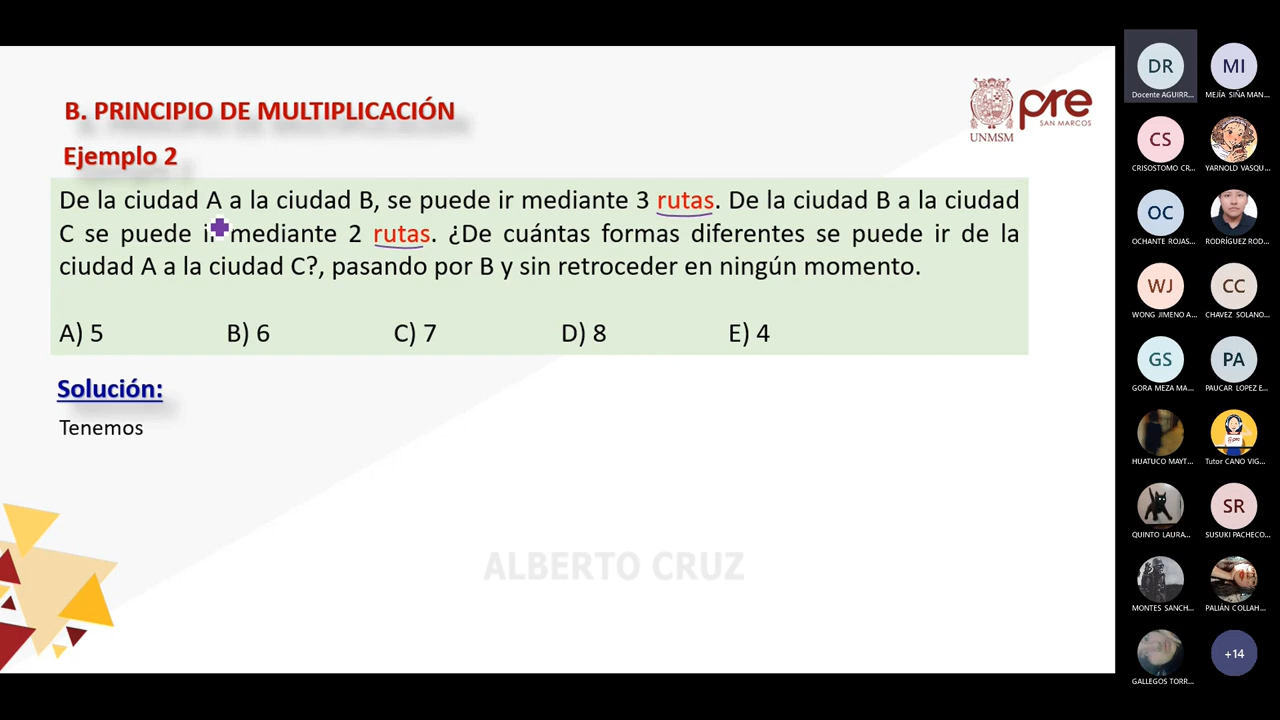 B. PRINCIPIO DE MULTIPLICACIÓN
Ejemplo 2
UNMSM
pre
SAN MARCOS
De la ciudad A a la ciudad B, se puede ir mediante 3 rutas. De la ciudad B a la ciudad
C se puede ir mediante 2 rutas. ¿De cuántas formas diferentes se puede ir de la
ciudad A a la ciudad C?, pasando por B y sin retroceder en ningún momento.
A) 5 B) 6 C) 7 D) 8 E) 4
Solución:
Tenemos
ALBERTO CRUZ
DR
Docente AGUIRR...
MI
MEJÍA SIÑA MAN...
CS
CRISOSTOMO CR...
YARNOLD VASQU...
OC
OCHANTE ROJAS...
RODRÍGUEZ ROD...
WJ
WONG JIMENO A...
CC
CHAVEZ SOLANO...
GS
GORA MEZA MA...
PA
PAUCAR LOPEZ E...
HUATUCO MAYT...
Tutor CANO VIG...
QUINTO LAURA...
SR
SUSUKI PACHECO...
MONTES SANCH...
PALIÁN COLLAH...
GALLEGOS TORR...
+14